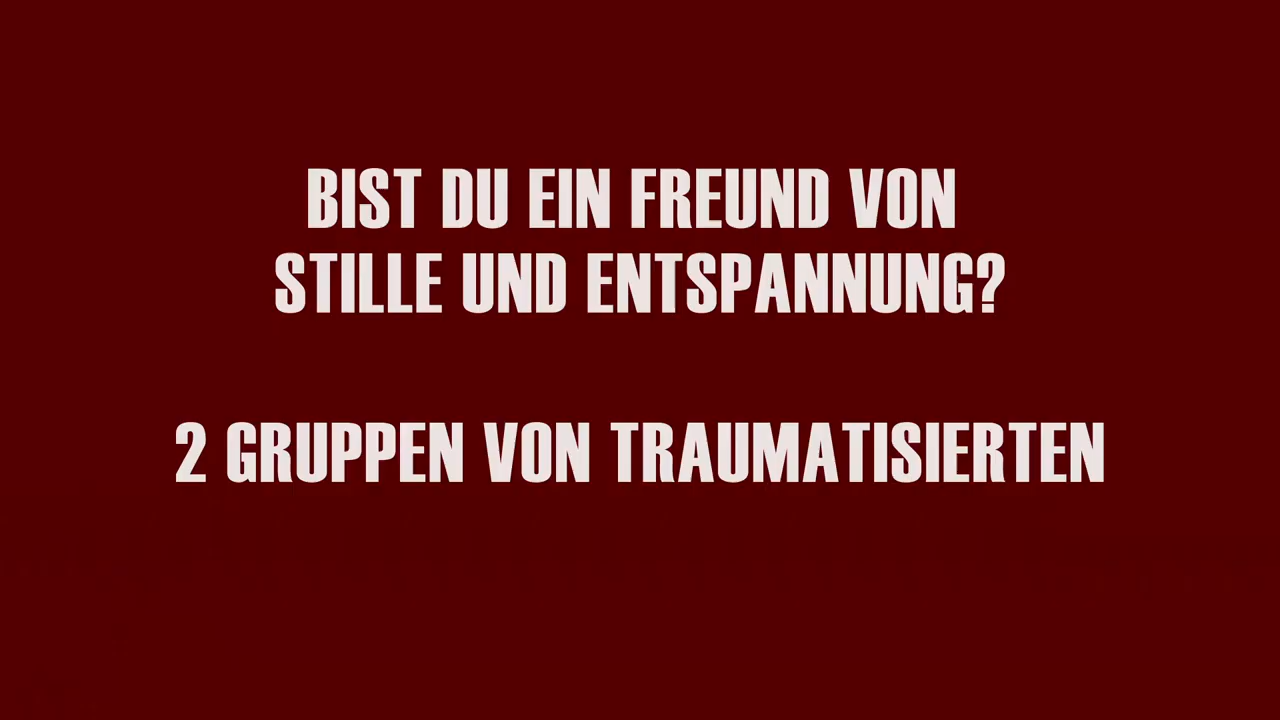 BIST DU EIN FREUND VON
STILLE UND ENTSPANNUNG?
2 GRUPPEN VON TRAUMATISIERTEN